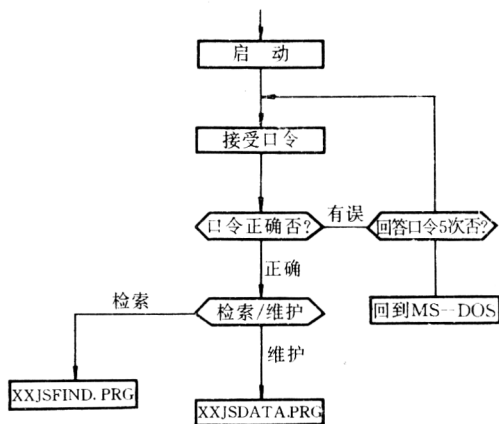 启 动
接受口令
口令正确否?
有误
回答口令5次否?
正确
检索
检索/维护
回到MS--DOS
维护
XXJSFIND. PRG
XXJSDATA.PRG